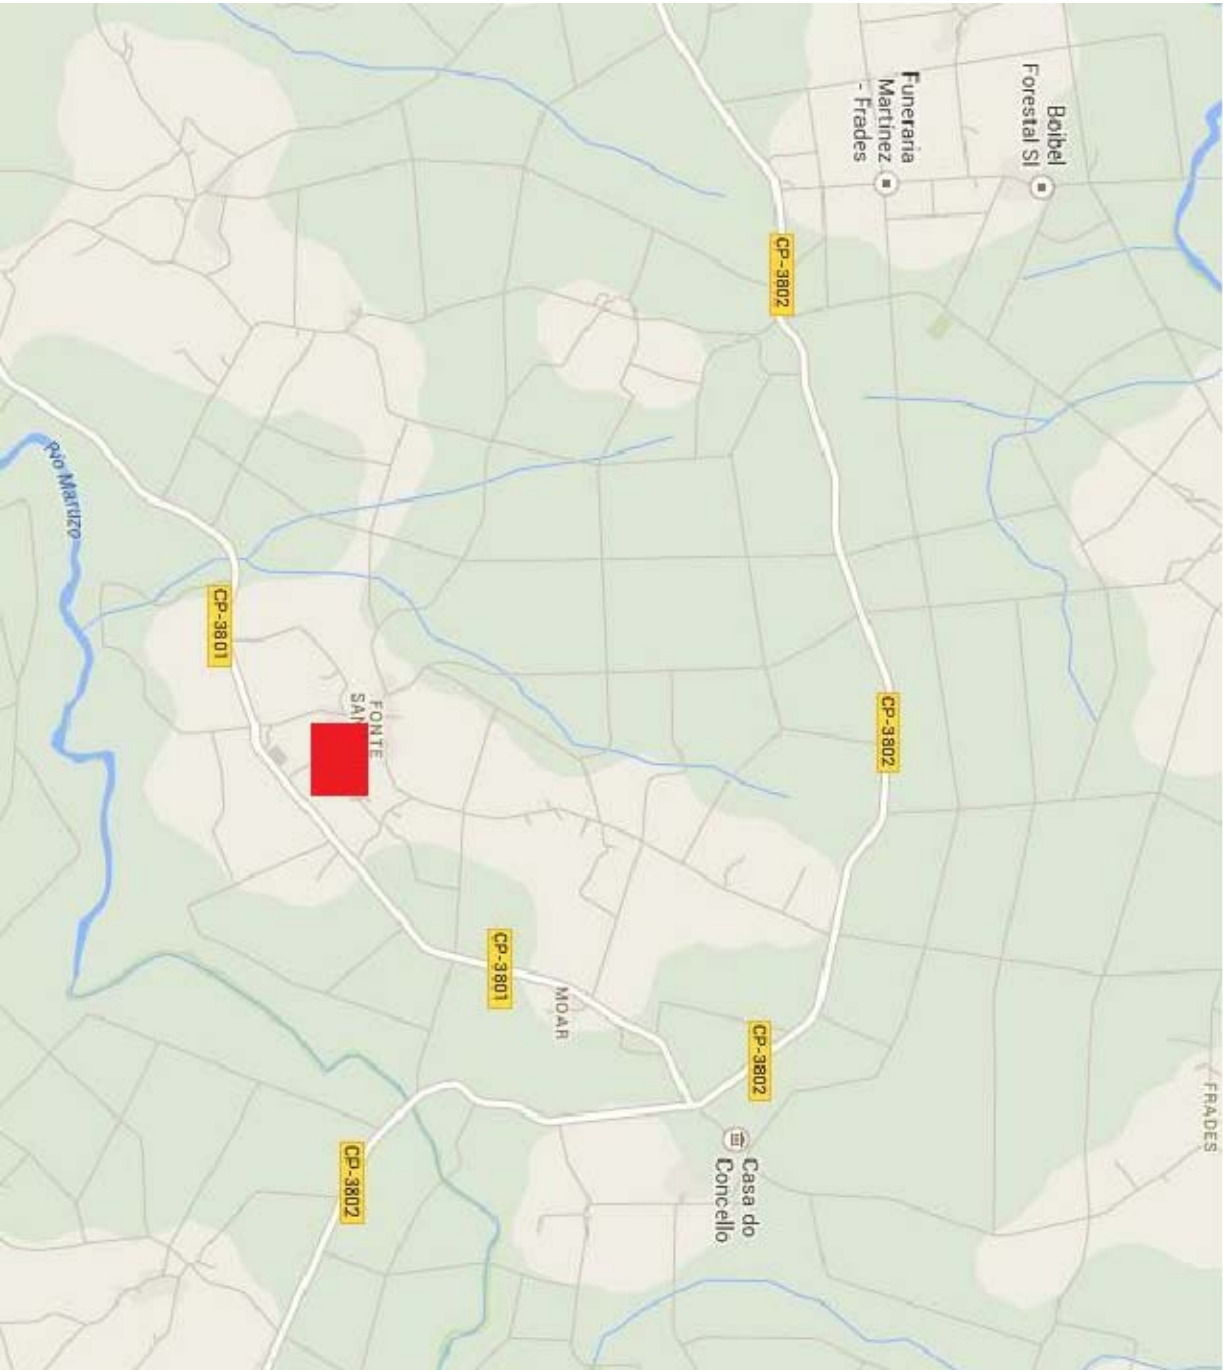 Boibel
Forestal Sl
Funeraria
Martínez
- Frades
CP-3802
Río Maruzo
CP-3801
CP-3802
FONTE
SAN
CP-3801
MOAR
CP-3802
FRADES
CP-3802
Casa do
Concello